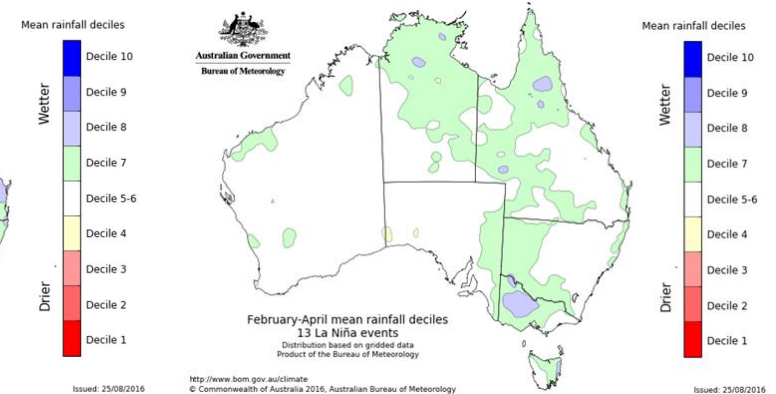 Mean rainfall deciles
Wetter
Decile 10
Decile 9
Decile 8
Decile 7
Decile 5-6
Decile 4
Decile 3
Decile 2
Decile 1
Drier
Issued: 25/08/2016
Australian Government
Bureau of Meteorology
February-April mean rainfall deciles
13 La Niña events
Distribution based on gridded data
Product of the Bureau of Meteorology
http://www.bom.gov.au/climate
© Commonwealth of Australia 2016, Australian Bureau of Meteorology
Mean rainfall deciles
Wetter
Decile 10
Decile 9
Decile 8
Decile 7
Decile 5-6
Decile 4
Decile 3
Decile 2
Decile 1
Drier
Issued: 25/08/2016